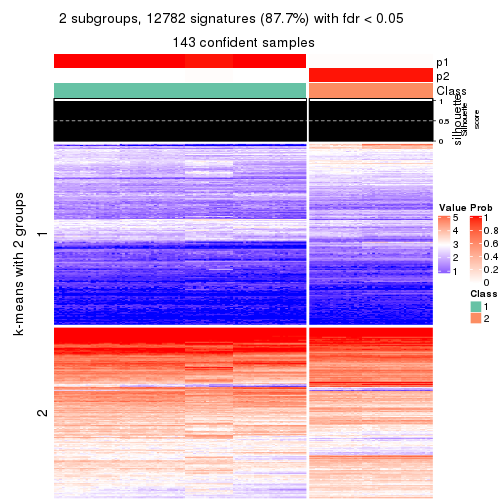 2 subgroups, 12782 signatures (87.7%) with fdr < 0.05
143 confident samples
p1
p2
Class
silhouette
Silhouette
score
1
0.5
0
k-means with 2 groups
1
2
Value
5
4
3
2
1
Prob
1
0.8
0.6
0.4
0.2
0
Class
1
2